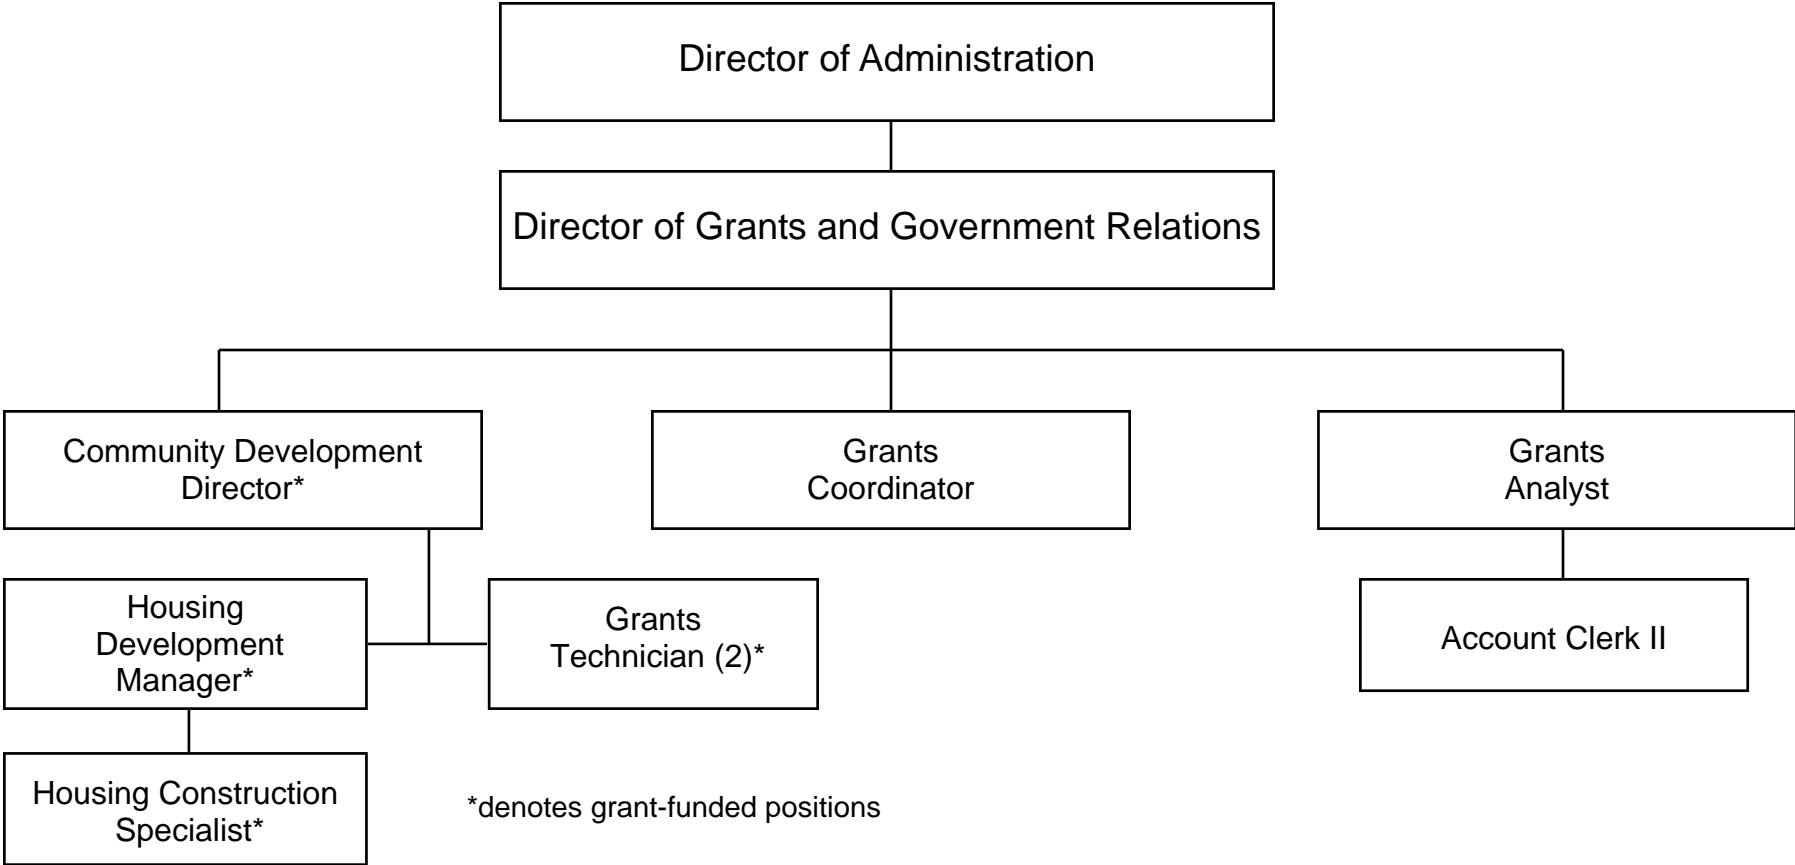 Director of Administration
Director of Grants and Government Relations
Community Development
Director*
Grants
Coordinator
Grants
Analyst
Housing
Development
Manager*
Grants
Technician (2)*
Account Clerk II
Housing Construction
Specialist*
*denotes grant-funded positions